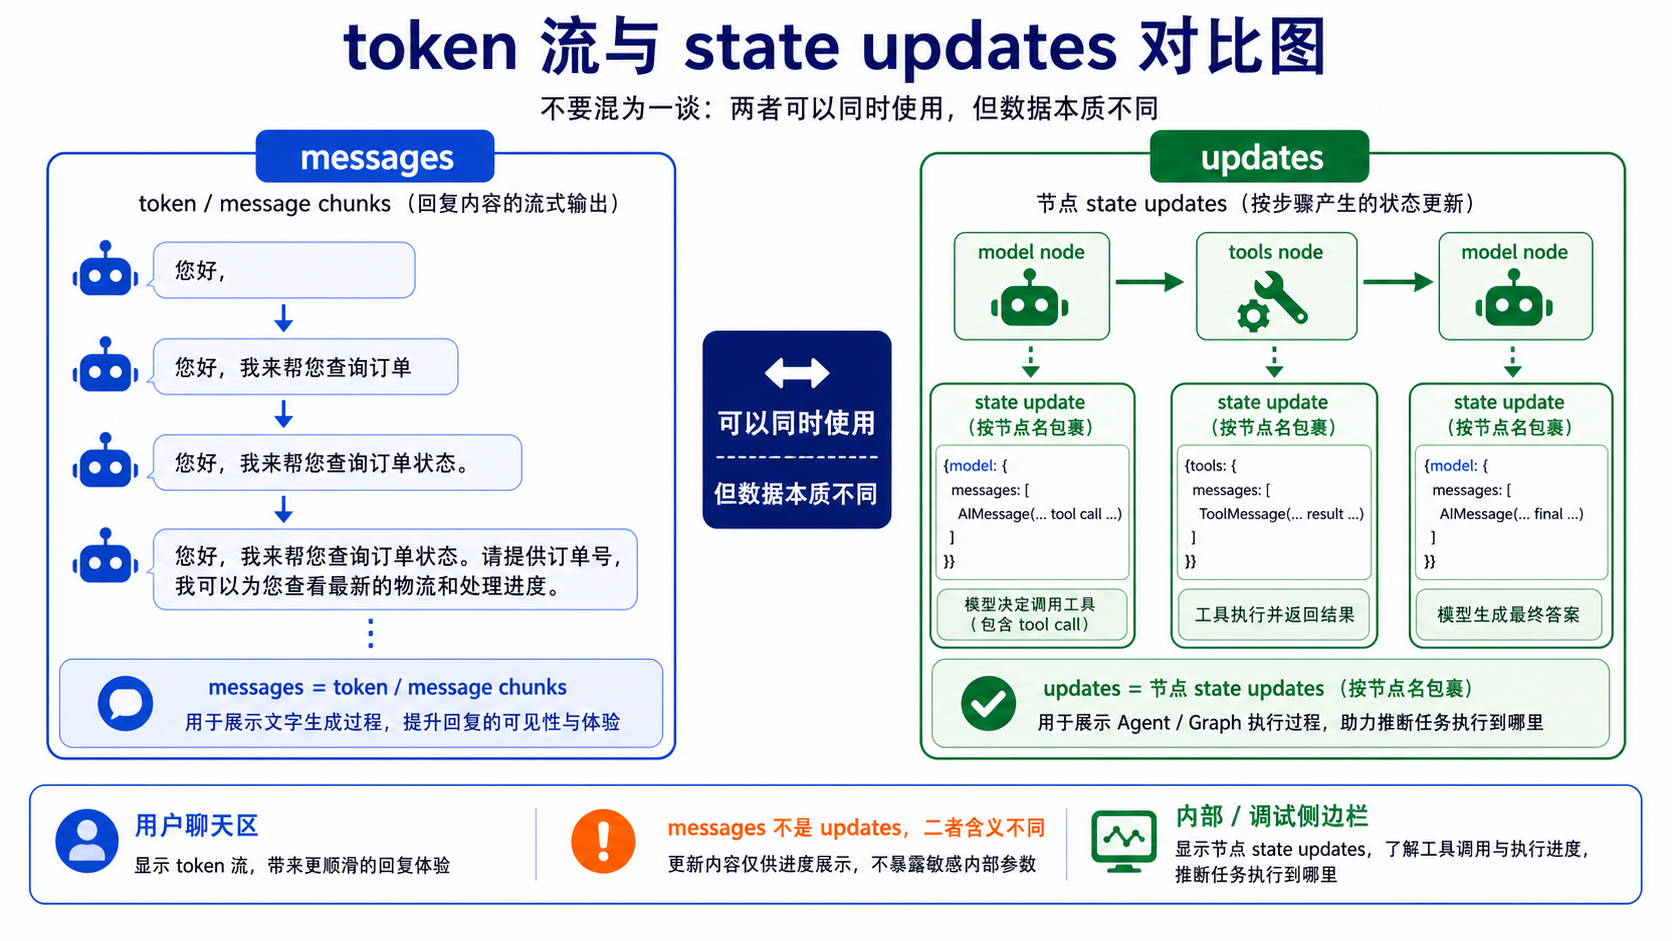 token 流与 state updates 对比图
不要混为一谈：两者可以同时使用，但数据本质不同
messages
token / message chunks（回复内容的流式输出）
您好，
您好，我来帮您查询订单
您好，我来帮您查询订单状态。
您好，我来帮您查询订单状态。请提供订单号，
我可以为您查看最新的物流和处理进度。
messages = token / message chunks
用于展示文字生成过程，提升回复的可见性与体验
可以同时使用
但数据本质不同
updates
节点 state updates（按步骤产生的状态更新）
model node
tools node
model node
state update
（按节点名包裹）
{model: {
messages: [
AIMessage(... tool call ...)
]
}}
模型决定调用工具
（包含 tool call）
state update
（按节点名包裹）
{tools: {
messages: [
ToolMessage(... result ...)
]
}}
工具执行并返回结果
state update
（按节点名包裹）
{model: {
messages: [
AIMessage(... final ...)
]
}}
模型生成最终答案
updates = 节点 state updates（按节点名包裹）
用于展示 Agent / Graph 执行过程，助力推断任务执行到哪里
用户聊天区
显示 token 流，带来更顺滑的回复体验
messages 不是 updates，二者含义不同
更新内容仅供进度展示，不暴露敏感内部参数
内部 / 调试侧边栏
显示节点 state updates，了解工具调用与执行进度，
推断任务执行到哪里